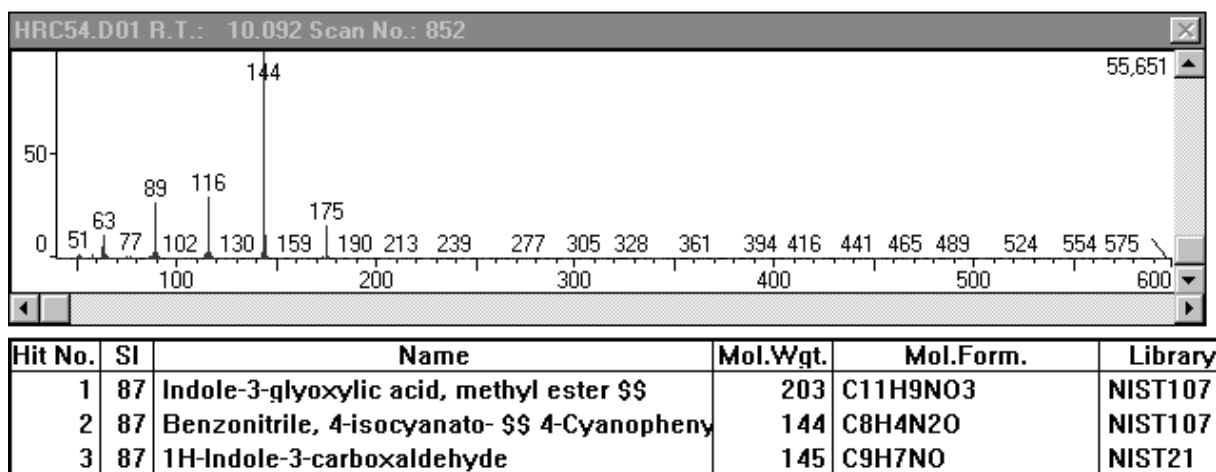 HRC54.D01 R.T.: 10.092 Scan No.: 852
55,651
144
50
89 116
63 175
0 51 77 102 130 159 190 213 239 277 305 328 361 394 416 441 465 489 524 554 575
100 200 300 400 500 600
Hit No. SI Name Mol.Wgt. Mol.Form. Library
1 87 Indole-3-glyoxylic acid, methyl ester $$ 203 C11H9NO3 NIST107
2 87 Benzonitrile, 4-isocyanato- $$ 4-Cyanopheny 144 C8H4N2O NIST107
3 87 1H-Indole-3-carboxaldehyde 145 C9H7NO NIST21